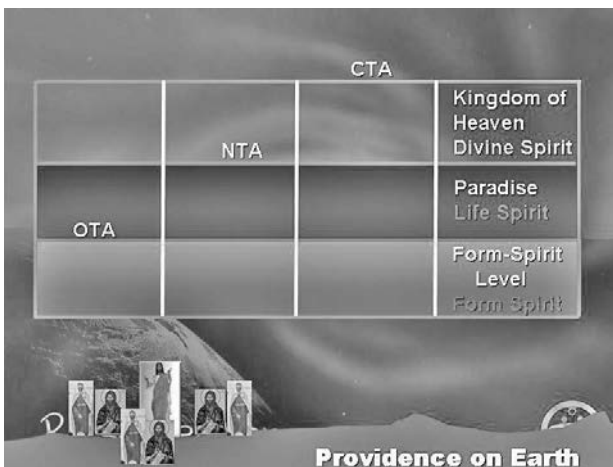 CTA
Kingdom of
Heaven
Divine Spirit
NTA
Paradise
Life Spirit
OTA
Form-Spirit
Level
Form Spirit
Providence on Earth